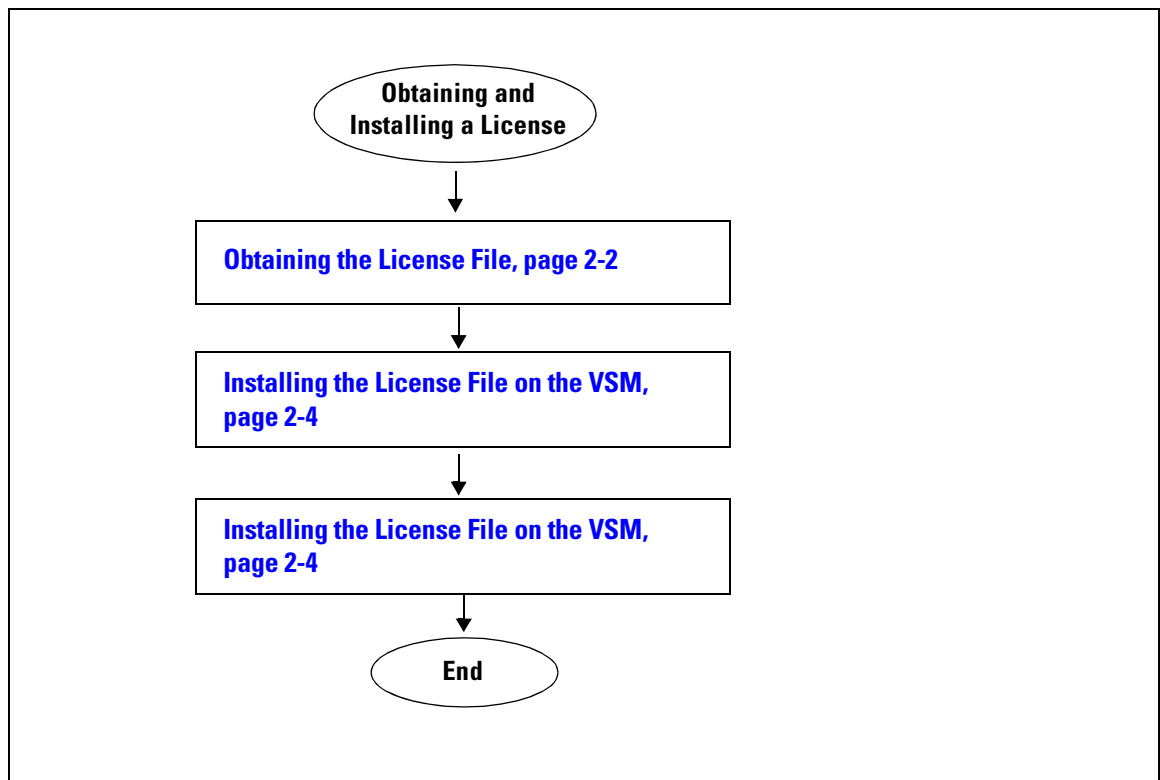 Obtaining and
Installing a License
Obtaining the License File, page 2-2
Installing the License File on the VSM,
page 2-4
Installing the License File on the VSM,
page 2-4
End